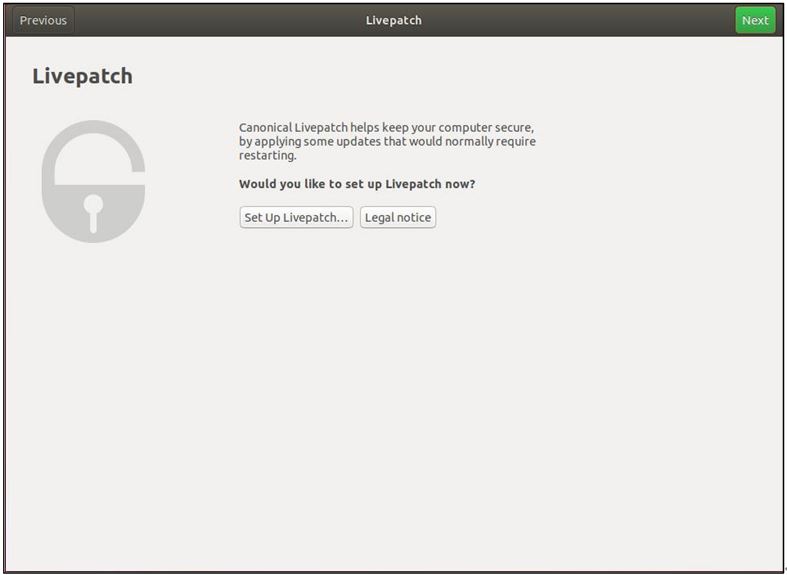 Previous
Livepatch
Next
Livepatch
Canonical Livepatch helps keep your computer secure,
by applying some updates that would normally require
restarting.
Would you like to set up Livepatch now?
Set Up Livepatch...
Legal notice